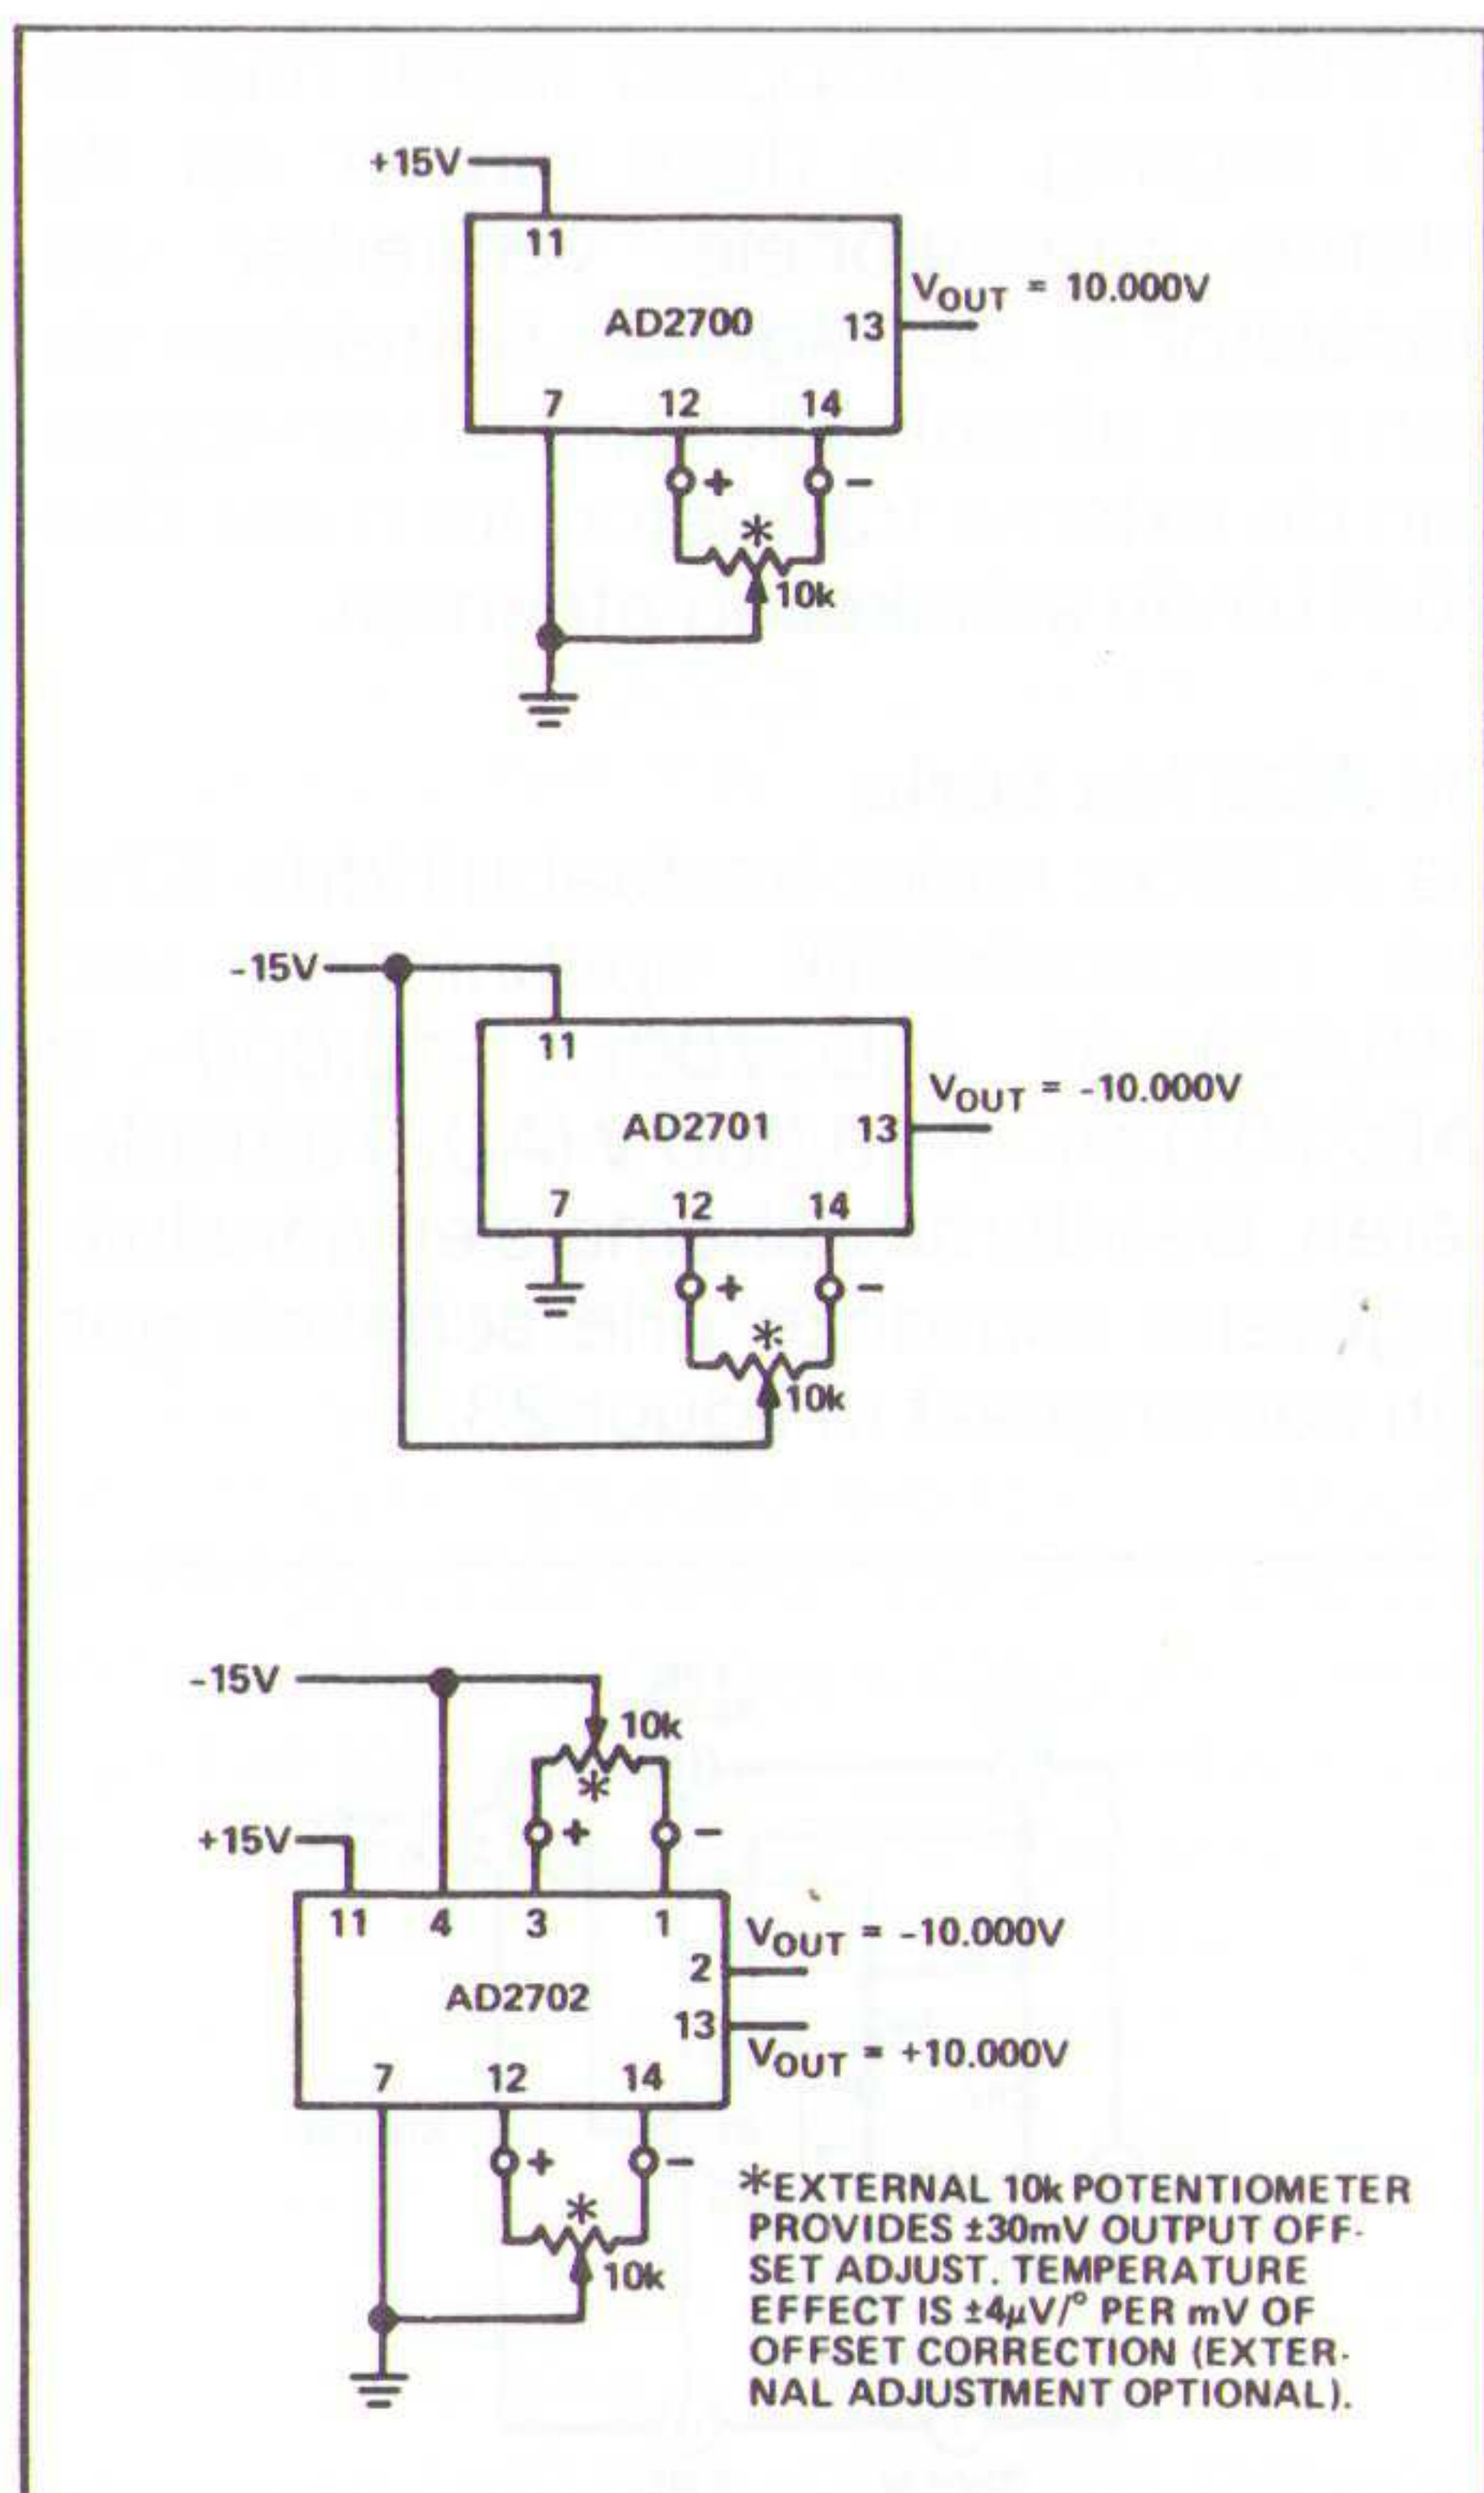 +15V
11
VOUT = 10.000V
AD2700 13
7 12 14
+ −
*
10k
-15V
11
VOUT = -10.000V
AD2701 13
7 12 14
+ −
*
10k
-15V
10k
*
+15V + −
11 4 3 1
VOUT = -10.000V
2
AD2702
13
VOUT = +10.000V
7 12 14
+ −
*
10k
*EXTERNAL 10k POTENTIOMETER
PROVIDES ±30mV OUTPUT OFF-
SET ADJUST. TEMPERATURE
EFFECT IS ±4µV/° PER mV OF
OFFSET CORRECTION (EXTER-
NAL ADJUSTMENT OPTIONAL).